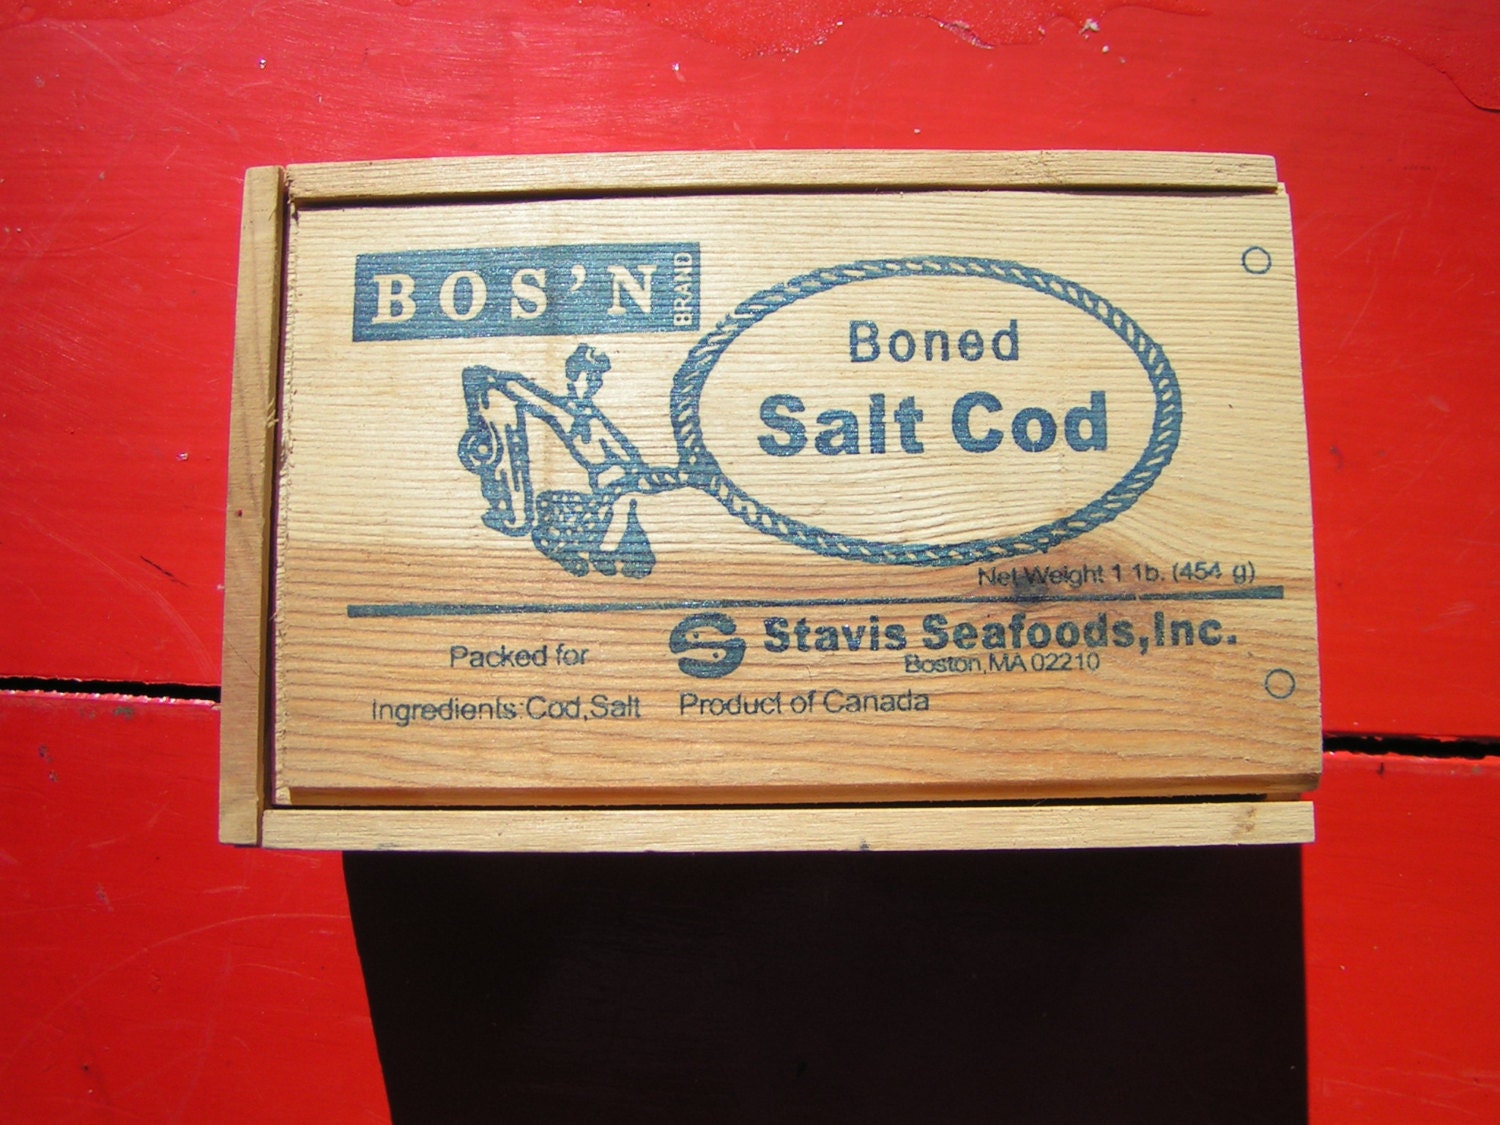 BOS'N BRAND
Boned
Salt Cod
Net Weight 1 1b. (454 g)
Packed for
Stavis Seafoods,Inc.
Boston,MA 02210
Ingredients:Cod,Salt
Product of Canada